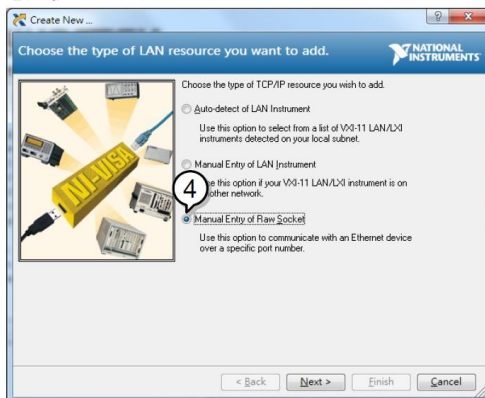 Create New ...
Choose the type of LAN resource you want to add.
NATIONAL
INSTRUMENTS
Choose the type of TCP/IP resource you wish to add.
Auto-detect of LAN Instrument
Use this option to select from a list of VXI-11 LAN/LXI
instruments detected on your local subnet.
Manual Entry of LAN Instrument
this option if your VXI-11 LAN/LXI instrument is on
network.
4
Manual Entry of Raw Socket
Use this option to communicate with an Ethernet device
over a specific port number.
NI-VISA
< Back
Next >
Finish
Cancel